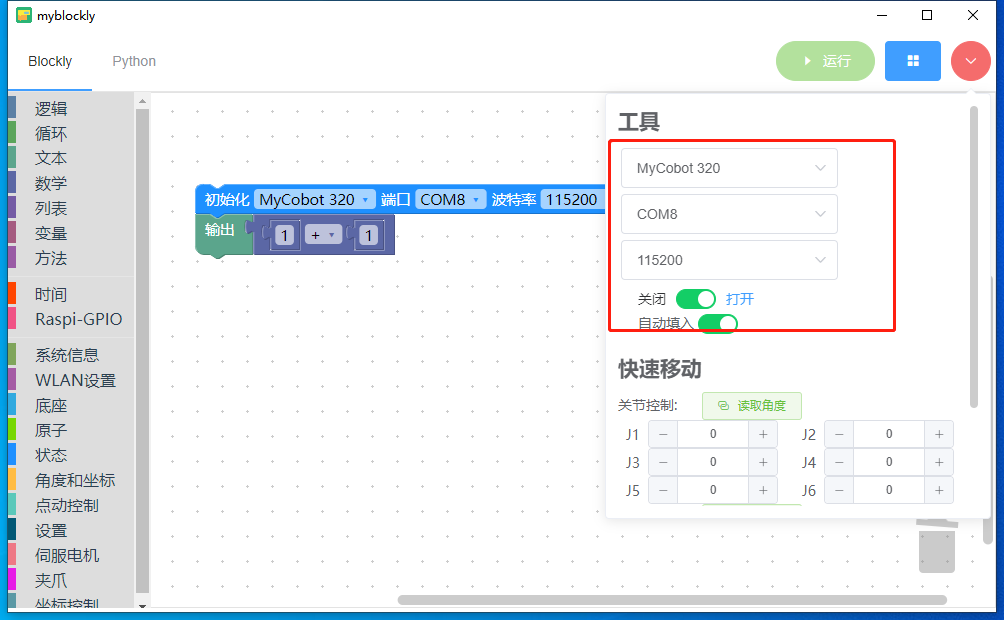 myblockly
Blockly
Python
运行
逻辑
循环
文本
数学
列表
变量
方法
时间
Raspi-GPIO
系统信息
WLAN设置
底座
原子
状态
角度和坐标
点动控制
设置
伺服电机
夹爪
坐标控制
初始化 MyCobot 320 端口 COM8 波特率 115200
输出 1 + 1
工具
MyCobot 320
COM8
115200
关闭 打开
自动填入
快速移动
关节控制: 读取角度
J1 − 0 + J2 − 0 +
J3 − 0 + J4 − 0 +
J5 − 0 + J6 − 0 +